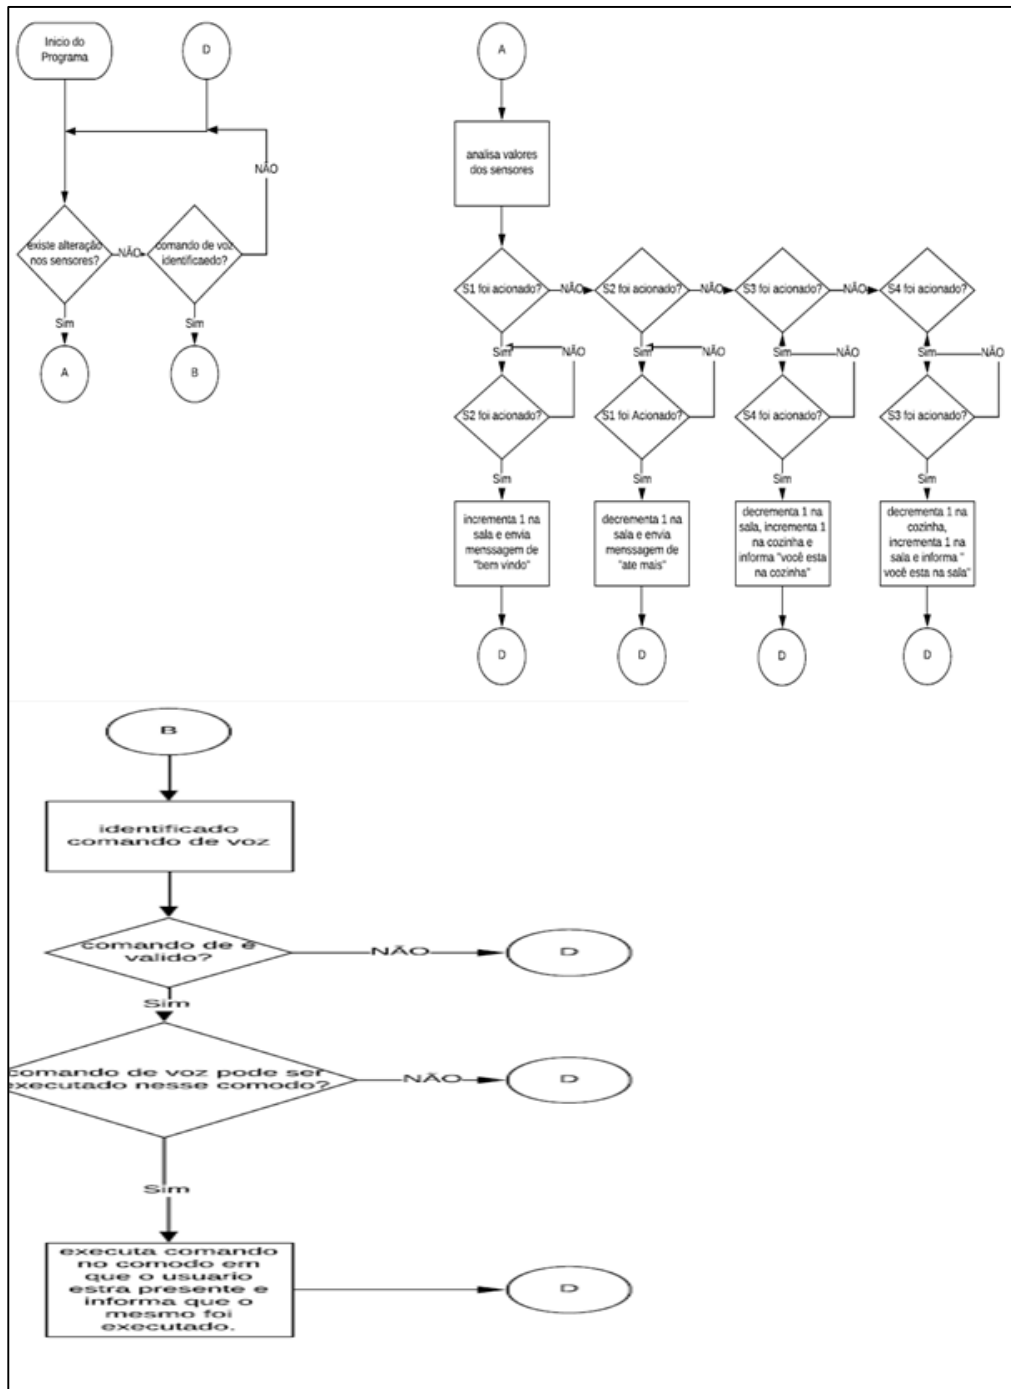 Inicio do
Programa
D
NÃO
existe alteração
nos sensores?
NÃO
comando de voz
identificaedo?
Sim
Sim
A
B
A
analisa valores
dos sensores
S1 foi acionado?
NÃO
S2 foi acionado?
NÃO
S3 foi acionado?
NÃO
S4 foi acionado?
Sim
NÃO
Sim
NÃO
Sim
NÃO
Sim
NÃO
S2 foi acionado?
S1 foi Acionado?
S4 foi acionado?
S3 foi acionado?
Sim
Sim
Sim
Sim
incrementa 1 na
sala e envia
menssagem de
"bem vindo"
decrementa 1 na
sala e envia
menssagem de
"ate mais"
decrementa 1 na
sala, incrementa 1
na cozinha e
informa "você esta
na cozinha"
decrementa 1 na
cozinha,
incrementa 1 na
sala e informa "
você esta na sala"
D
D
D
D
B
identificado
comando de voz
comando de é
valido?
NÃO
D
Sim
comando de voz pode ser
executado nesse comodo?
NÃO
D
Sim
executa comando
no comodo em
que o usuario
estra presente e
informa que o
mesmo foi
executado.
D